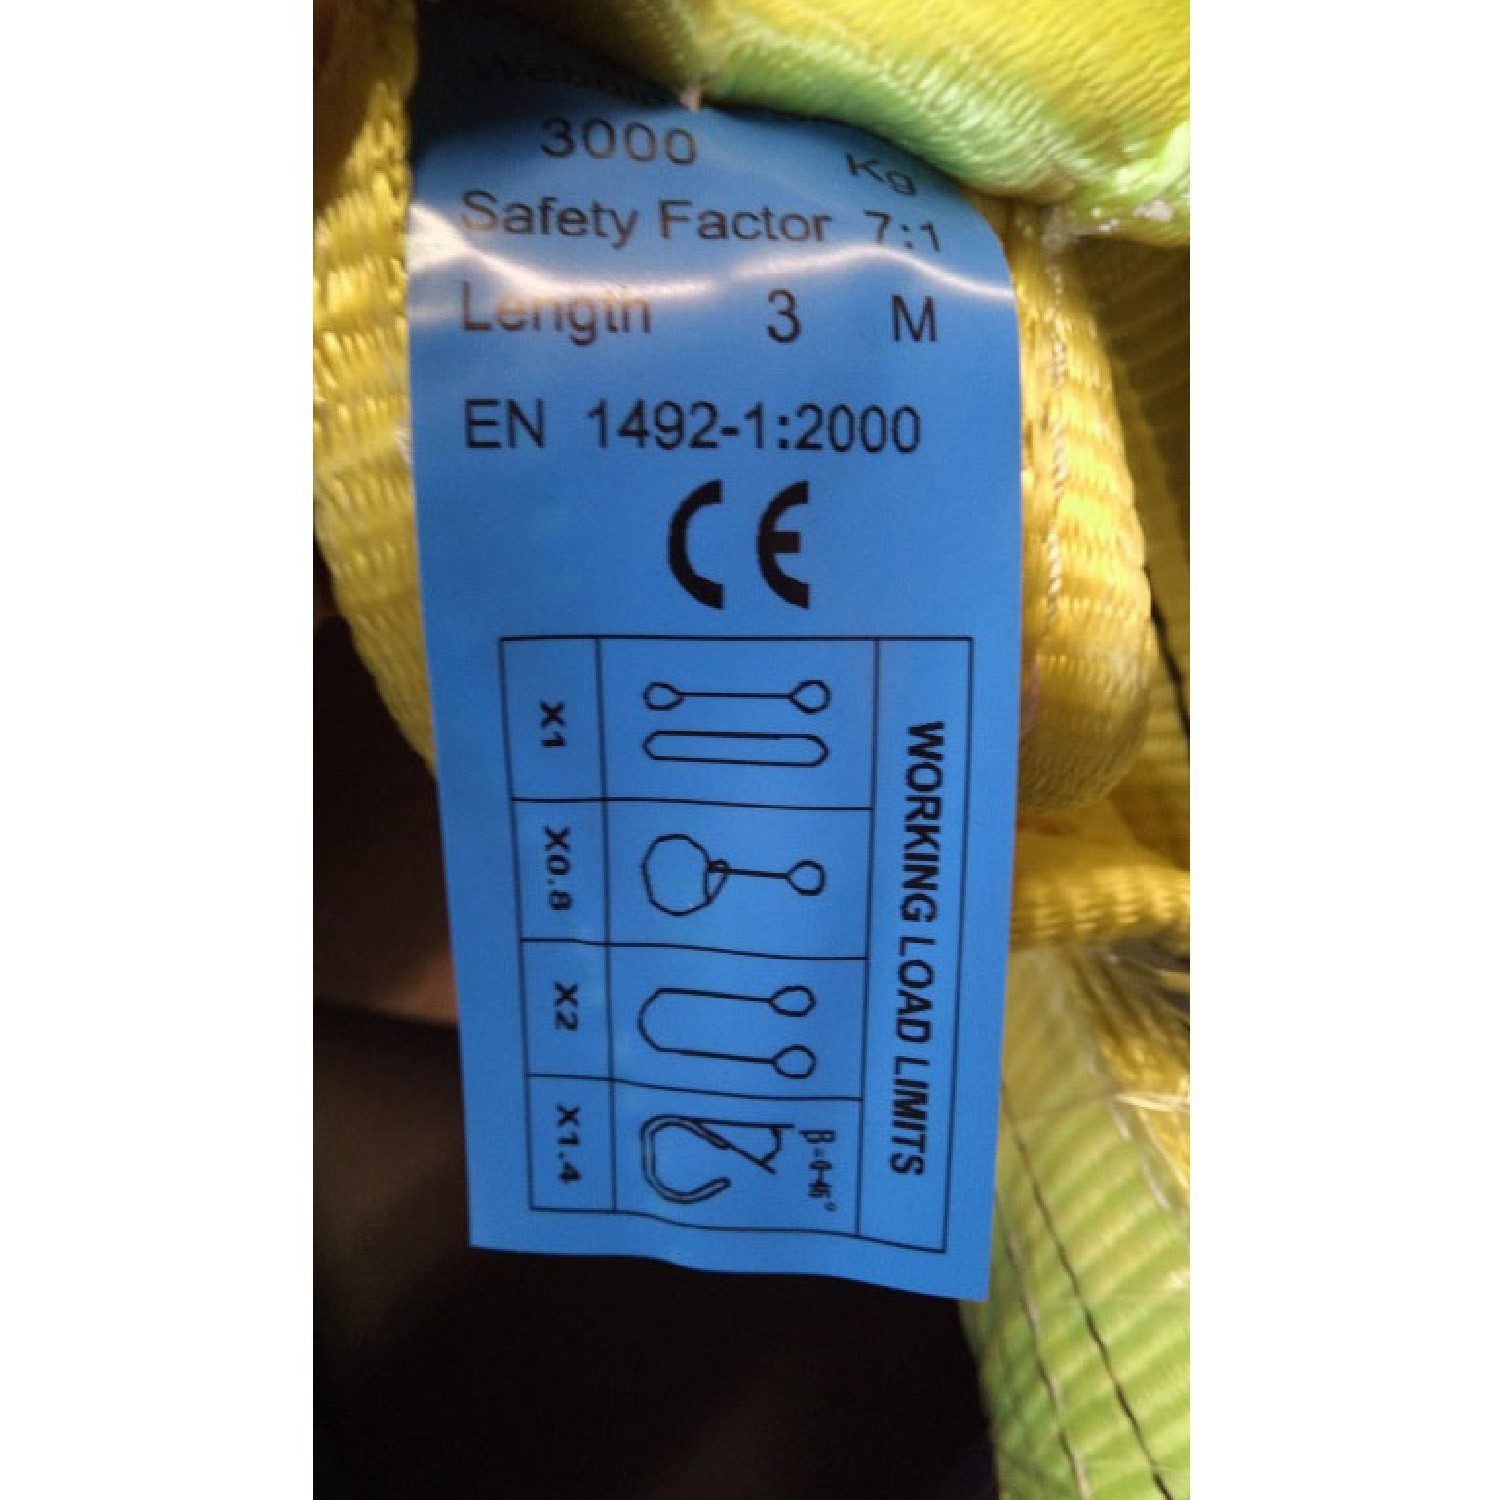 3000 Kg
Safety Factor 7:1
Length 3 M
EN 1492-1:2000
CE
WORKING LOAD LIMITS
X1
X0.8
X2
β=0-45°
X1.4